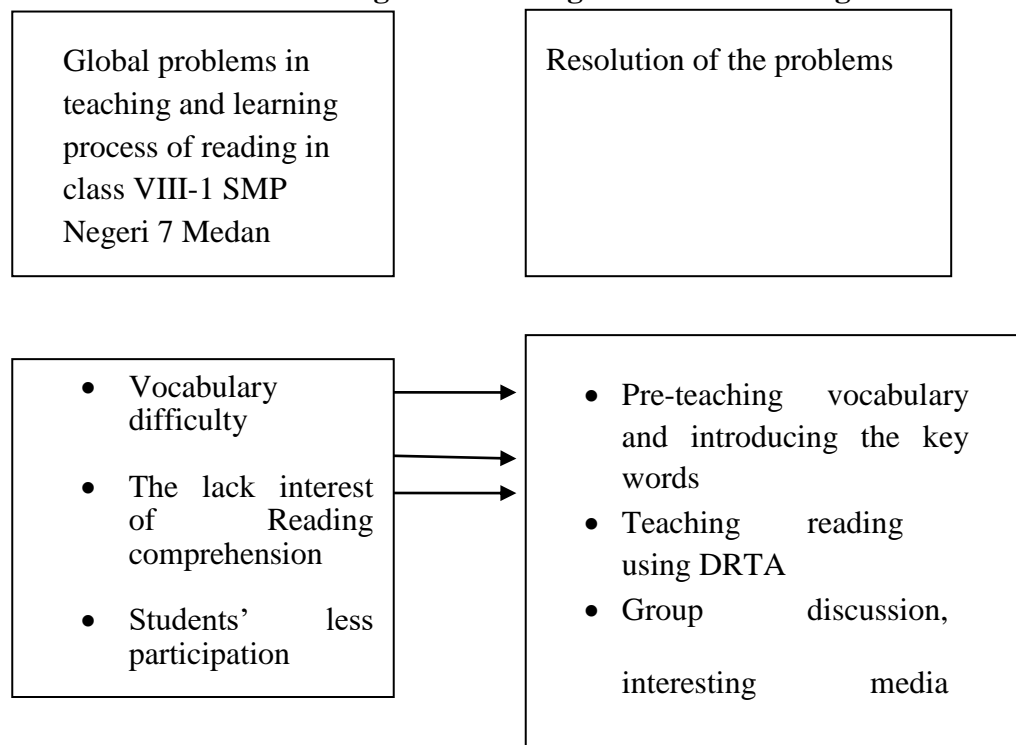 Global problems in
teaching and learning
process of reading in
class VIII-1 SMP
Negeri 7 Medan
Resolution of the problems
• Vocabulary
difficulty
• The lack interest
of Reading
comprehension
• Students’ less
participation
• Pre-teaching vocabulary
and introducing the key
words
• Teaching reading
using DRTA
• Group discussion,
interesting media